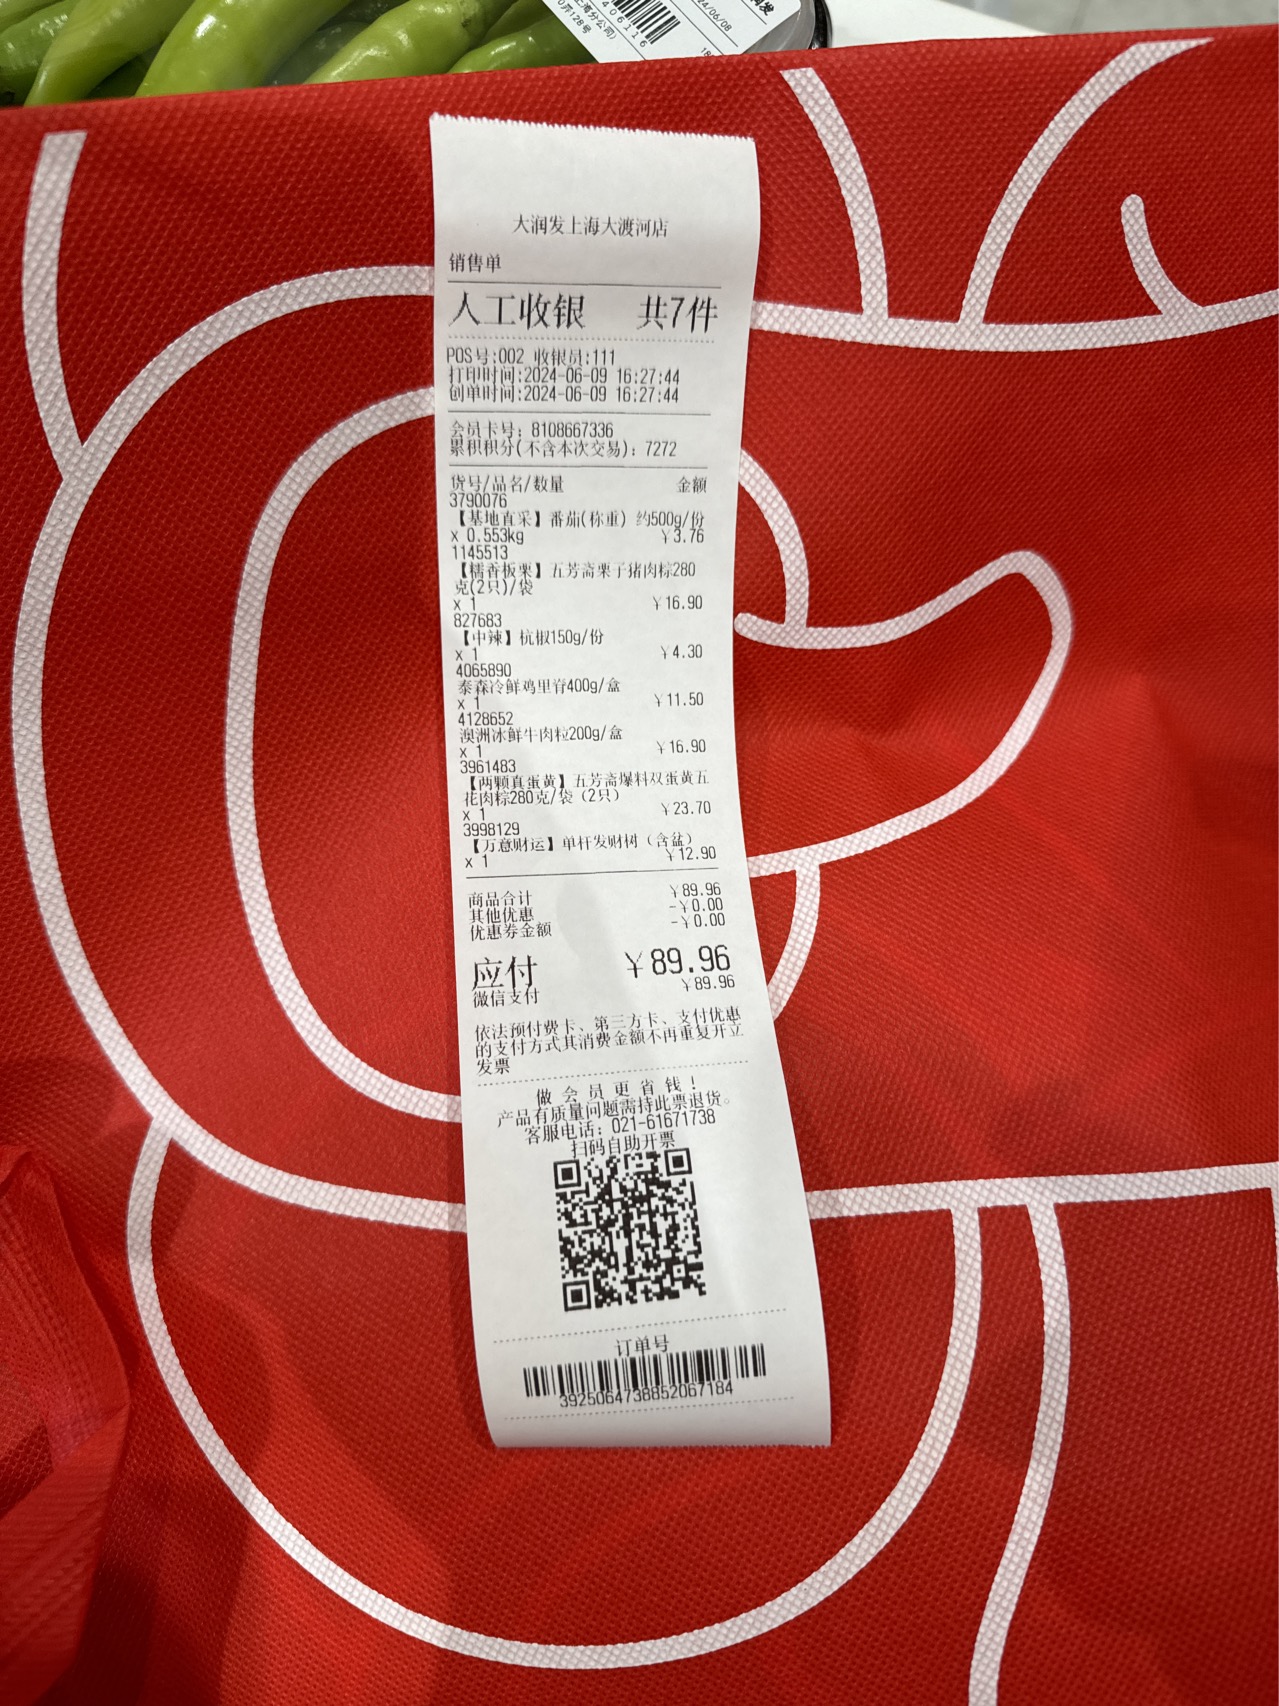 大润发上海大渡河店
销售单
人工收银 共7件
POS号:002 收银员:111
打印时间:2024-06-09 16:27:44
创单时间:2024-06-09 16:27:44
会员卡号: 8108667336
累积积分(不含本次交易): 7272
货号/品名/数量 金额
3790076
【基地直采】番茄(称重) 约500g/份
x 0.553kg ￥3.76
1145513
【糯香板栗】五芳斋栗子猪肉粽280
克(2只)/袋
x 1 ￥16.90
827683
【中辣】杭椒150g/份
x 1 ￥4.30
4065890
泰森冷鲜鸡里脊400g/盒
x 1 ￥11.50
4128652
澳洲冰鲜牛肉粒200g/盒
x 1 ￥16.90
3961483
【两颗真蛋黄】五芳斋爆料双蛋黄五
花肉粽280克/袋（2只）
x 1 ￥23.70
3998129
【万意财运】单杆发财树（含盆）
x 1 ￥12.90
商品合计 ￥89.96
其他优惠 -￥0.00
优惠券金额 -￥0.00
应付 ￥89.96
微信支付 ￥89.96
依法预付费卡、第三方卡、支付优惠
的支付方式其消费金额不再重复开立
发票
做会员更省钱！
产品有质量问题需持此票退货。
客服电话: 021-61671738
扫码自助开票
订单号
3925064738852067184